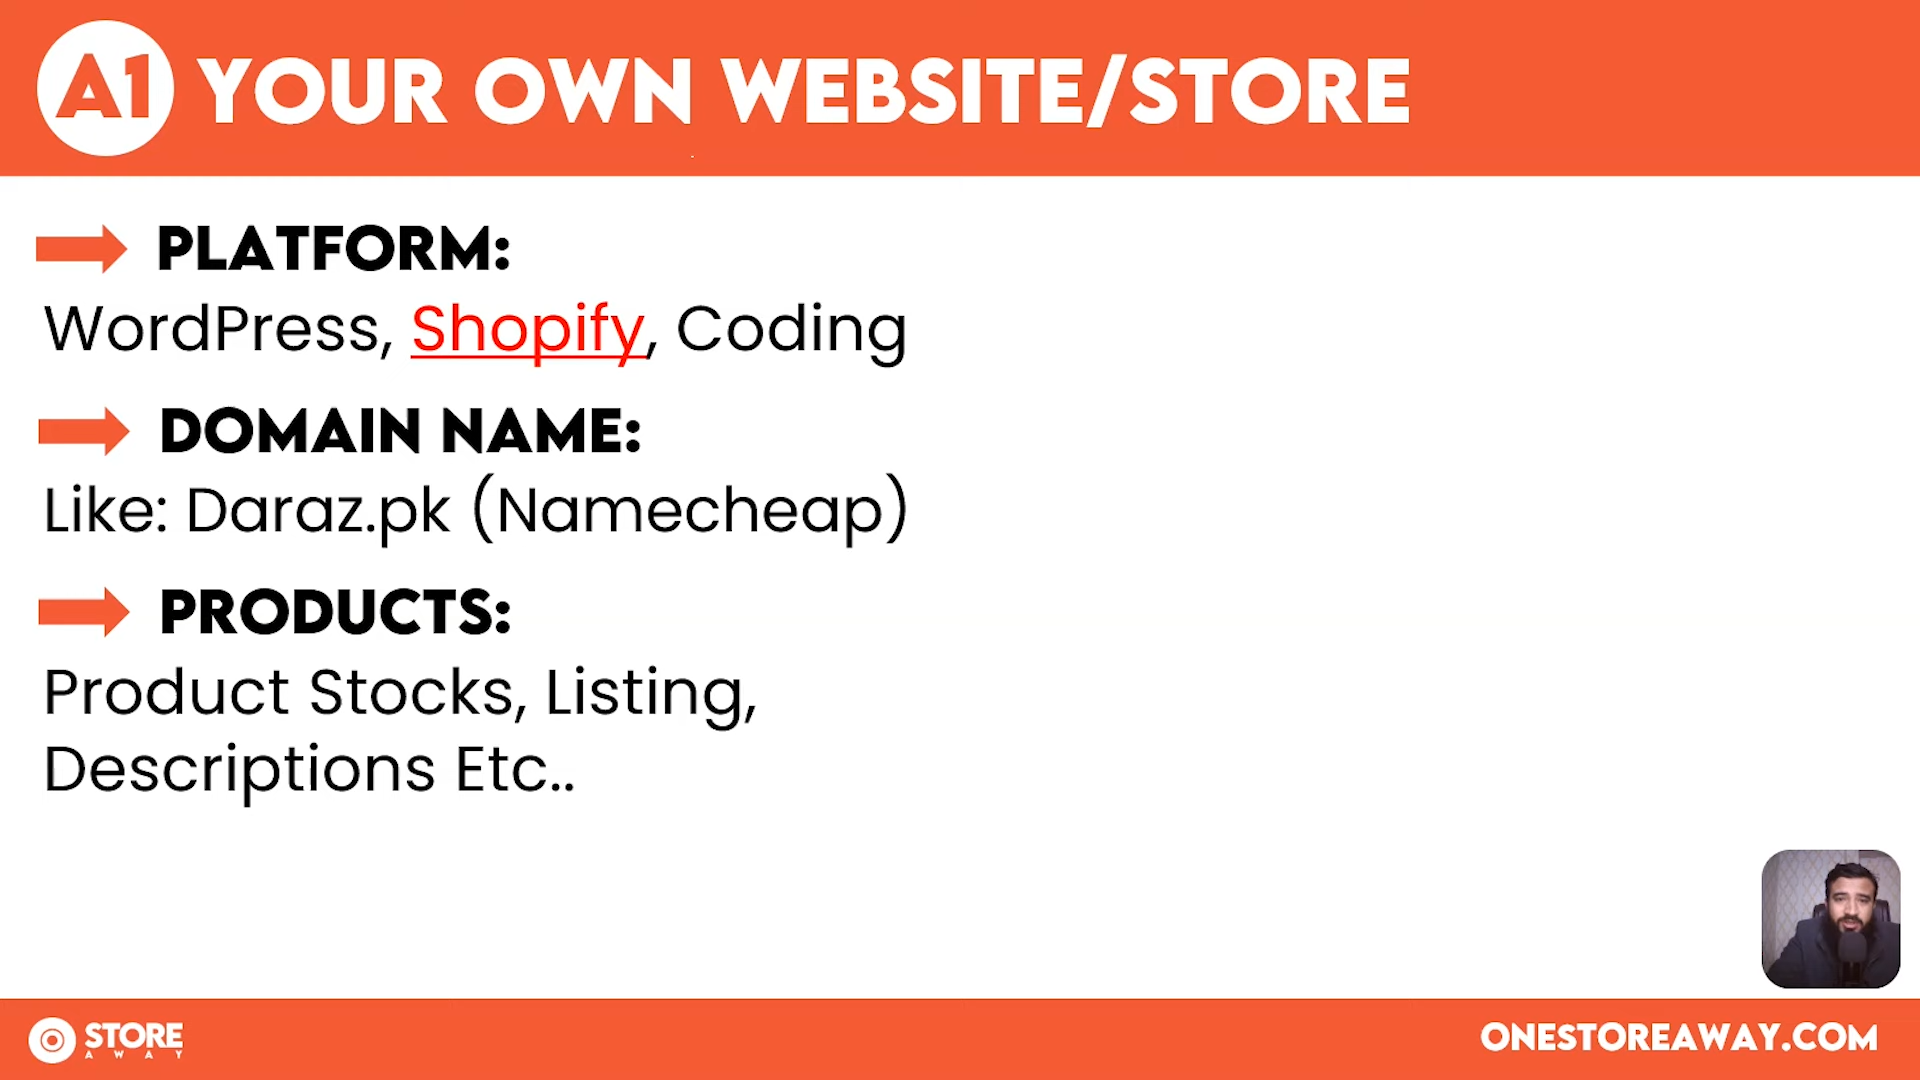 A1 YOUR OWN WEBSITE/STORE
PLATFORM:
WordPress, Shopify, Coding
DOMAIN NAME:
Like: Daraz.pk (Namecheap)
PRODUCTS:
Product Stocks, Listing,
Descriptions Etc..
STORE
AWAY
ONESTOREAWAY.COM